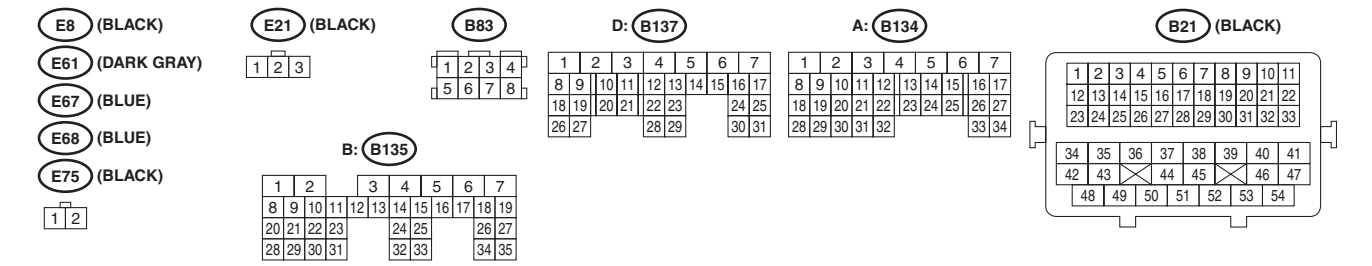 E8 (BLACK)
E61 (DARK GRAY)
E67 (BLUE)
E68 (BLUE)
E75 (BLACK)
1 2
E21 (BLACK)
1 2 3
B83
1 2 3 4
5 6 7 8
B: B135
1 2 3 4 5 6 7
8 9 10 11 12 13 14 15 16 17 18 19
20 21 22 23 24 25 26 27
28 29 30 31 32 33 34 35
D: B137
1 2 3 4 5 6 7
8 9 10 11 12 13 14 15 16 17
18 19 20 21 22 23 24 25
26 27 28 29 30 31
A: B134
1 2 3 4 5 6 7
8 9 10 11 12 13 14 15 16 17
18 19 20 21 22 23 24 25 26 27
28 29 30 31 32 33 34
B21 (BLACK)
1 2 3 4 5 6 7 8 9 10 11
12 13 14 15 16 17 18 19 20 21 22
23 24 25 26 27 28 29 30 31 32 33
34 35 36 37 38 39 40 41
42 43 44 45 46 47
48 49 50 51 52 53 54